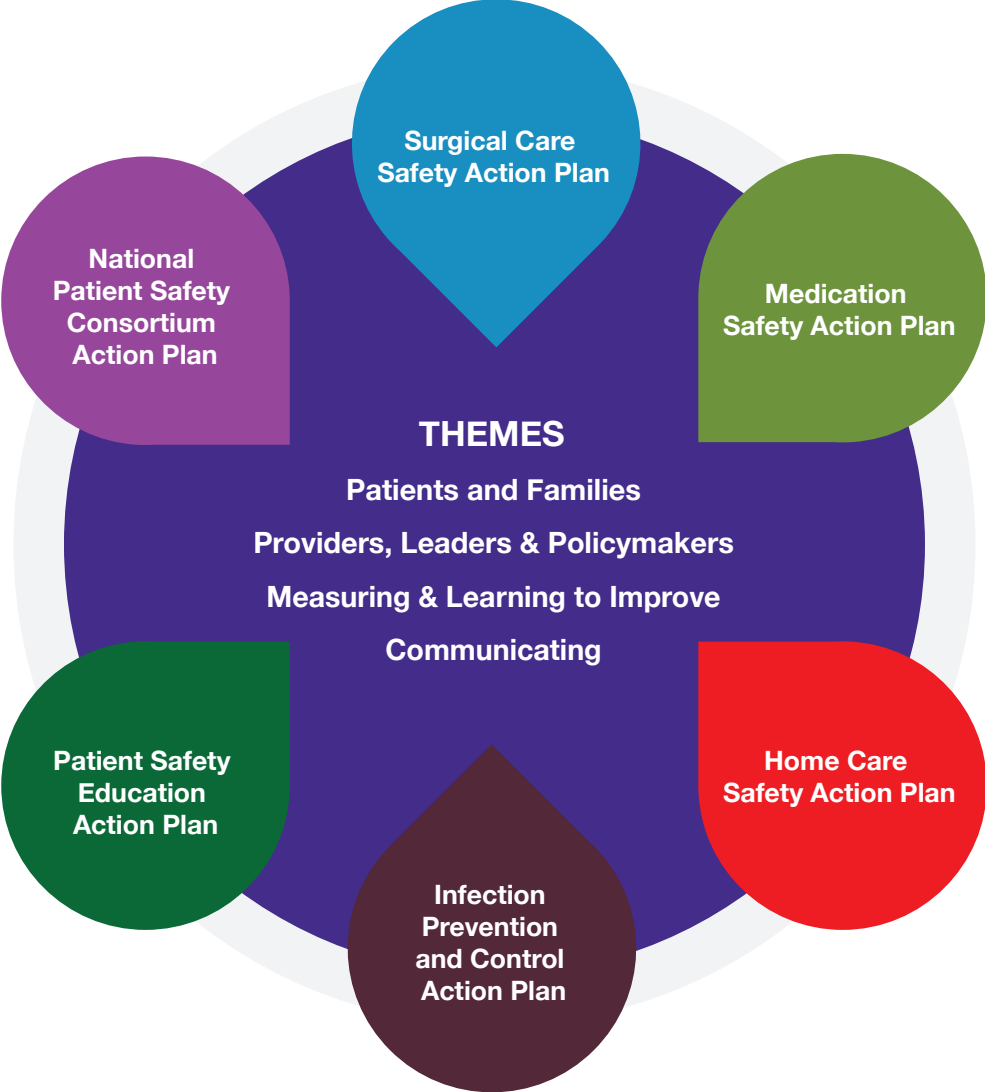 Surgical Care
Safety Action Plan
National
Patient Safety
Consortium
Action Plan
Medication
Safety Action Plan
THEMES
Patients and Families
Providers, Leaders & Policymakers
Measuring & Learning to Improve
Communicating
Patient Safety
Education
Action Plan
Home Care
Safety Action Plan
Infection
Prevention
and Control
Action Plan